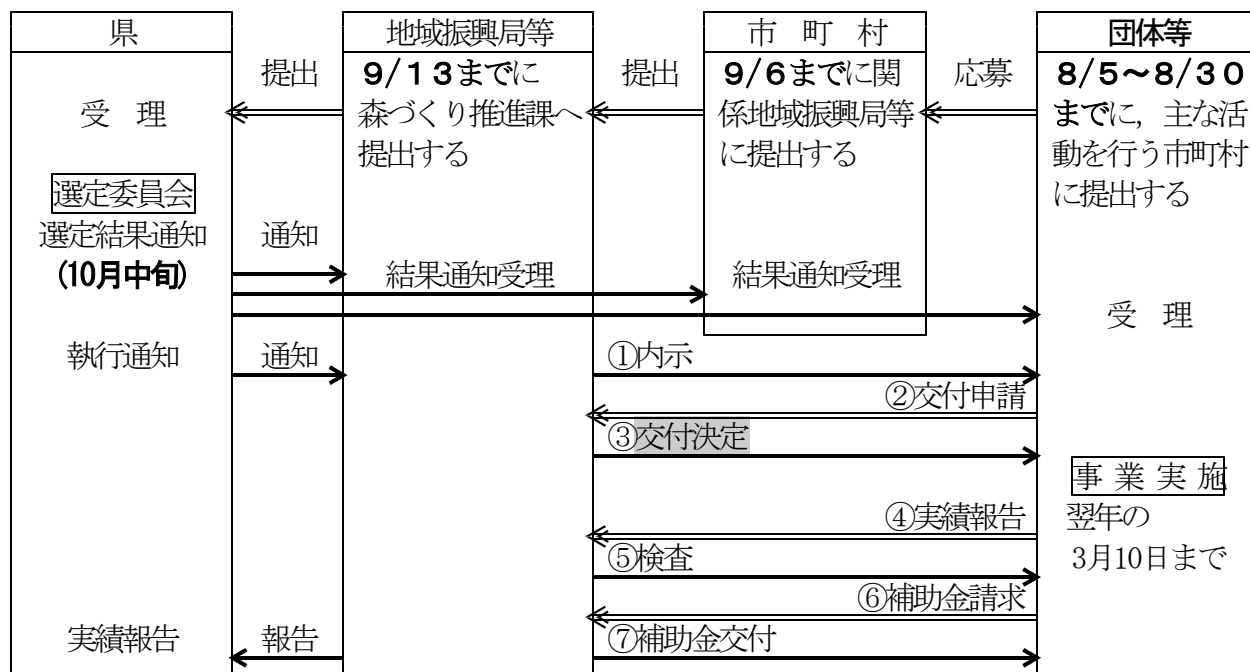 県
地域振興局等
市 町 村
団体等
提出
9/13までに
森づくり推進課へ
提出する
提出
9/6までに関
係地域振興局等
に提出する
応募
8/5~8/30
までに,主な活
動を行う市町村
に提出する
受 理
選定委員会
選定結果通知
(10月中旬)
通知
結果通知受理
結果通知受理
受 理
執行通知
通知
①内示
②交付申請
③交付決定
事 業 実 施
翌年の
3月10日まで
④実績報告
⑤検査
⑥補助金請求
実績報告
報告
⑦補助金交付